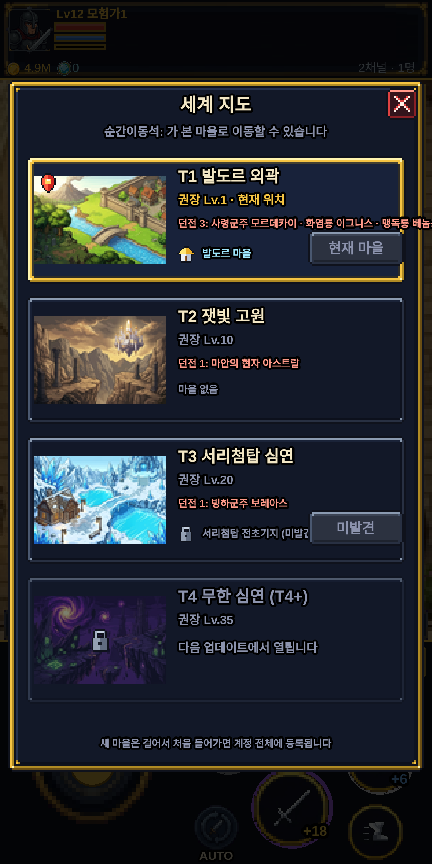 Lv12 모험가1
4.9M 0
2채널 · 1명
세계 지도
순간이동석: 가 본 마을로 이동할 수 있습니다
T1 발도르 외곽
권장 Lv.1 · 현재 위치
던전 3: 사령군주 모르데카이 · 화염룡 이그니스 · 맹독룡 베놈
발도르 마을
현재 마을
T2 잿빛 고원
권장 Lv.10
던전 1: 마안의 현자 아스트랄
마을 없음
T3 서리첨탑 심연
권장 Lv.20
던전 1: 빙하군주 보레아스
서리첨탑 전초기지 (미발견
미발견
T4 무한 심연 (T4+)
권장 Lv.35
다음 업데이트에서 열립니다
새 마을은 걸어서 처음 들어가면 계정 전체에 등록됩니다
+6
+18
AUTO